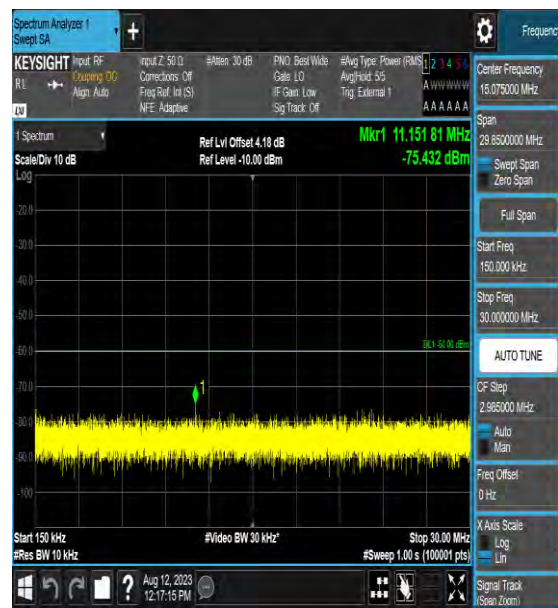 Spectrum Analyzer 1
Swept SA
+
Frequency
KEYSIGHT
RL
Input: RF
Coupling: DC
Align: Auto
Input Z: 50 Ω
Corrections: Off
Freq Ref: Int (S)
NFE: Adaptive
#Atten: 30 dB
PNO: Best Wide
Gate: LO
IF Gain: Low
Sig Track: Off
#Avg Type: Power (RMS)
Avg|Hold: 5/5
Trig: External 1
1 2 3 4 5 6
A W W W W W
A A A A A A
1 Spectrum
Scale/Div 10 dB
Log
Ref Lvl Offset 4.18 dB
Ref Level -10.00 dBm
Mkr1 11.151 81 MHz
-75.432 dBm
-20.0
-30.0
-40.0
-50.0
-60.0
-70.0
-80.0
-90.0
-100
DL1 -60.00 dBm
1
Start 150 kHz
#Res BW 10 kHz
#Video BW 30 kHz*
Stop 30.00 MHz
#Sweep 1.00 s (100001 pts)
Center Frequency
15.075000 MHz
Span
29.8500000 MHz
Swept Span
Zero Span
Full Span
Start Freq
150.000 kHz
Stop Freq
30.000000 MHz
AUTO TUNE
CF Step
2.985000 MHz
Auto
Man
Freq Offset
0 Hz
X Axis Scale
Log
Lin
Signal Track
(Span Zoom)
?
Aug 12, 2023
12:17:15 PM